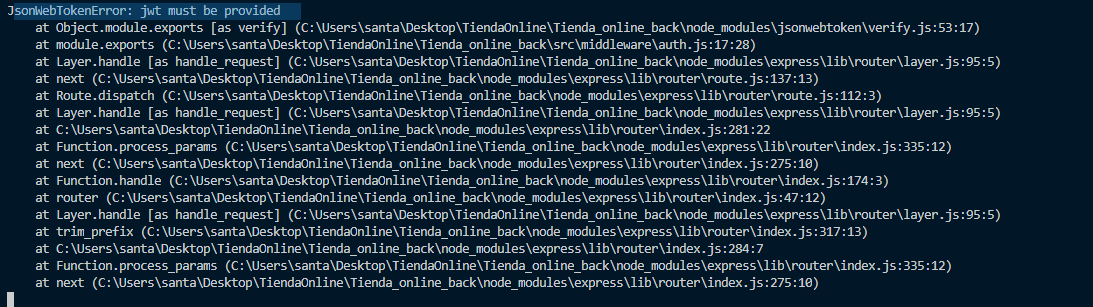 JsonWebTokenError: jwt must be provided
at Object.module.exports [as verify] (C:\Users\santa\Desktop\TiendaOnline\Tienda_online_back\node_modules\jsonwebtoken\verify.js:53:17)
at module.exports (C:\Users\santa\Desktop\TiendaOnline\Tienda_online_back\src\middleware\auth.js:17:28)
at Layer.handle [as handle_request] (C:\Users\santa\Desktop\TiendaOnline\Tienda_online_back\node_modules\express\lib\router\layer.js:95:5)
at next (C:\Users\santa\Desktop\TiendaOnline\Tienda_online_back\node_modules\express\lib\router\route.js:137:13)
at Route.dispatch (C:\Users\santa\Desktop\TiendaOnline\Tienda_online_back\node_modules\express\lib\router\route.js:112:3)
at Layer.handle [as handle_request] (C:\Users\santa\Desktop\TiendaOnline\Tienda_online_back\node_modules\express\lib\router\layer.js:95:5)
at C:\Users\santa\Desktop\TiendaOnline\Tienda_online_back\node_modules\express\lib\router\index.js:281:22
at Function.process_params (C:\Users\santa\Desktop\TiendaOnline\Tienda_online_back\node_modules\express\lib\router\index.js:335:12)
at next (C:\Users\santa\Desktop\TiendaOnline\Tienda_online_back\node_modules\express\lib\router\index.js:275:10)
at Function.handle (C:\Users\santa\Desktop\TiendaOnline\Tienda_online_back\node_modules\express\lib\router\index.js:174:3)
at router (C:\Users\santa\Desktop\TiendaOnline\Tienda_online_back\node_modules\express\lib\router\index.js:47:12)
at Layer.handle [as handle_request] (C:\Users\santa\Desktop\TiendaOnline\Tienda_online_back\node_modules\express\lib\router\layer.js:95:5)
at trim_prefix (C:\Users\santa\Desktop\TiendaOnline\Tienda_online_back\node_modules\express\lib\router\index.js:317:13)
at C:\Users\santa\Desktop\TiendaOnline\Tienda_online_back\node_modules\express\lib\router\index.js:284:7
at Function.process_params (C:\Users\santa\Desktop\TiendaOnline\Tienda_online_back\node_modules\express\lib\router\index.js:335:12)
at next (C:\Users\santa\Desktop\TiendaOnline\Tienda_online_back\node_modules\express\lib\router\index.js:275:10)